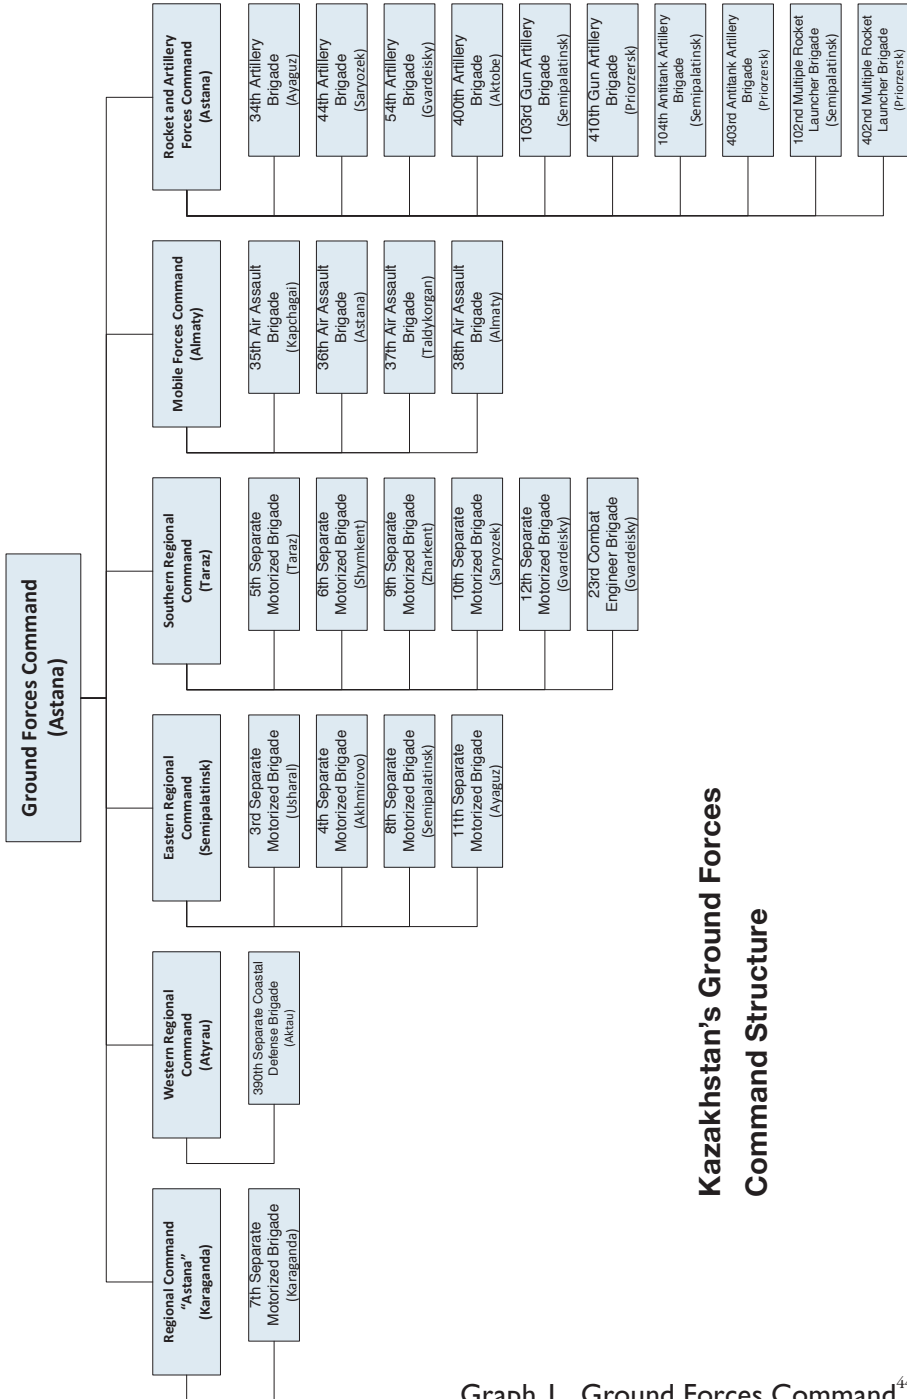 Ground Forces Command
(Astana)
Regional Command
"Astana"
(Karaganda)
7th Separate
Motorized Brigade
(Karaganda)
Western Regional
Command
(Atyrau)
390th Separate Coastal
Defense Brigade
(Aktau)
Eastern Regional
Command
(Semipalatinsk)
3rd Separate
Motorized Brigade
(Usharal)
4th Separate
Motorized Brigade
(Akhmirovo)
8th Separate
Motorized Brigade
(Semipalatinsk)
11th Separate
Motorized Brigade
(Ayaguz)
Southern Regional
Command
(Taraz)
5th Separate
Motorized Brigade
(Taraz)
6th Separate
Motorized Brigade
(Shymkent)
9th Separate
Motorized Brigade
(Zharkent)
10th Separate
Motorized Brigade
(Saryozek)
12th Separate
Motorized Brigade
(Gvardeisky)
23rd Combat
Engineer Brigade
(Gvardeisky)
Mobile Forces Command
(Almaty)
35th Air Assault
Brigade
(Kapchagai)
36th Air Assault
Brigade
(Astana)
37th Air Assault
Brigade
(Taldykorgan)
38th Air Assault
Brigade
(Almaty)
Rocket and Artillery
Forces Command
(Astana)
34th Artillery
Brigade
(Ayaguz)
44th Artillery
Brigade
(Saryozek)
54th Artillery
Brigade
(Gvardeisky)
400th Artillery
Brigade
(Aktobe)
103rd Gun Artillery
Brigade
(Semipalatinsk)
410th Gun Artillery
Brigade
(Priorzersk)
104th Antitank Artillery
Brigade
(Semipalatinsk)
403rd Antitank Artillery
Brigade
(Priorzersk)
102nd Multiple Rocket
Launcher Brigade
(Semipalatinsk)
402nd Multiple Rocket
Launcher Brigade
(Priorzersk)
Kazakhstan's Ground Forces
Command Structure
Graph 1. Ground Forces Command44